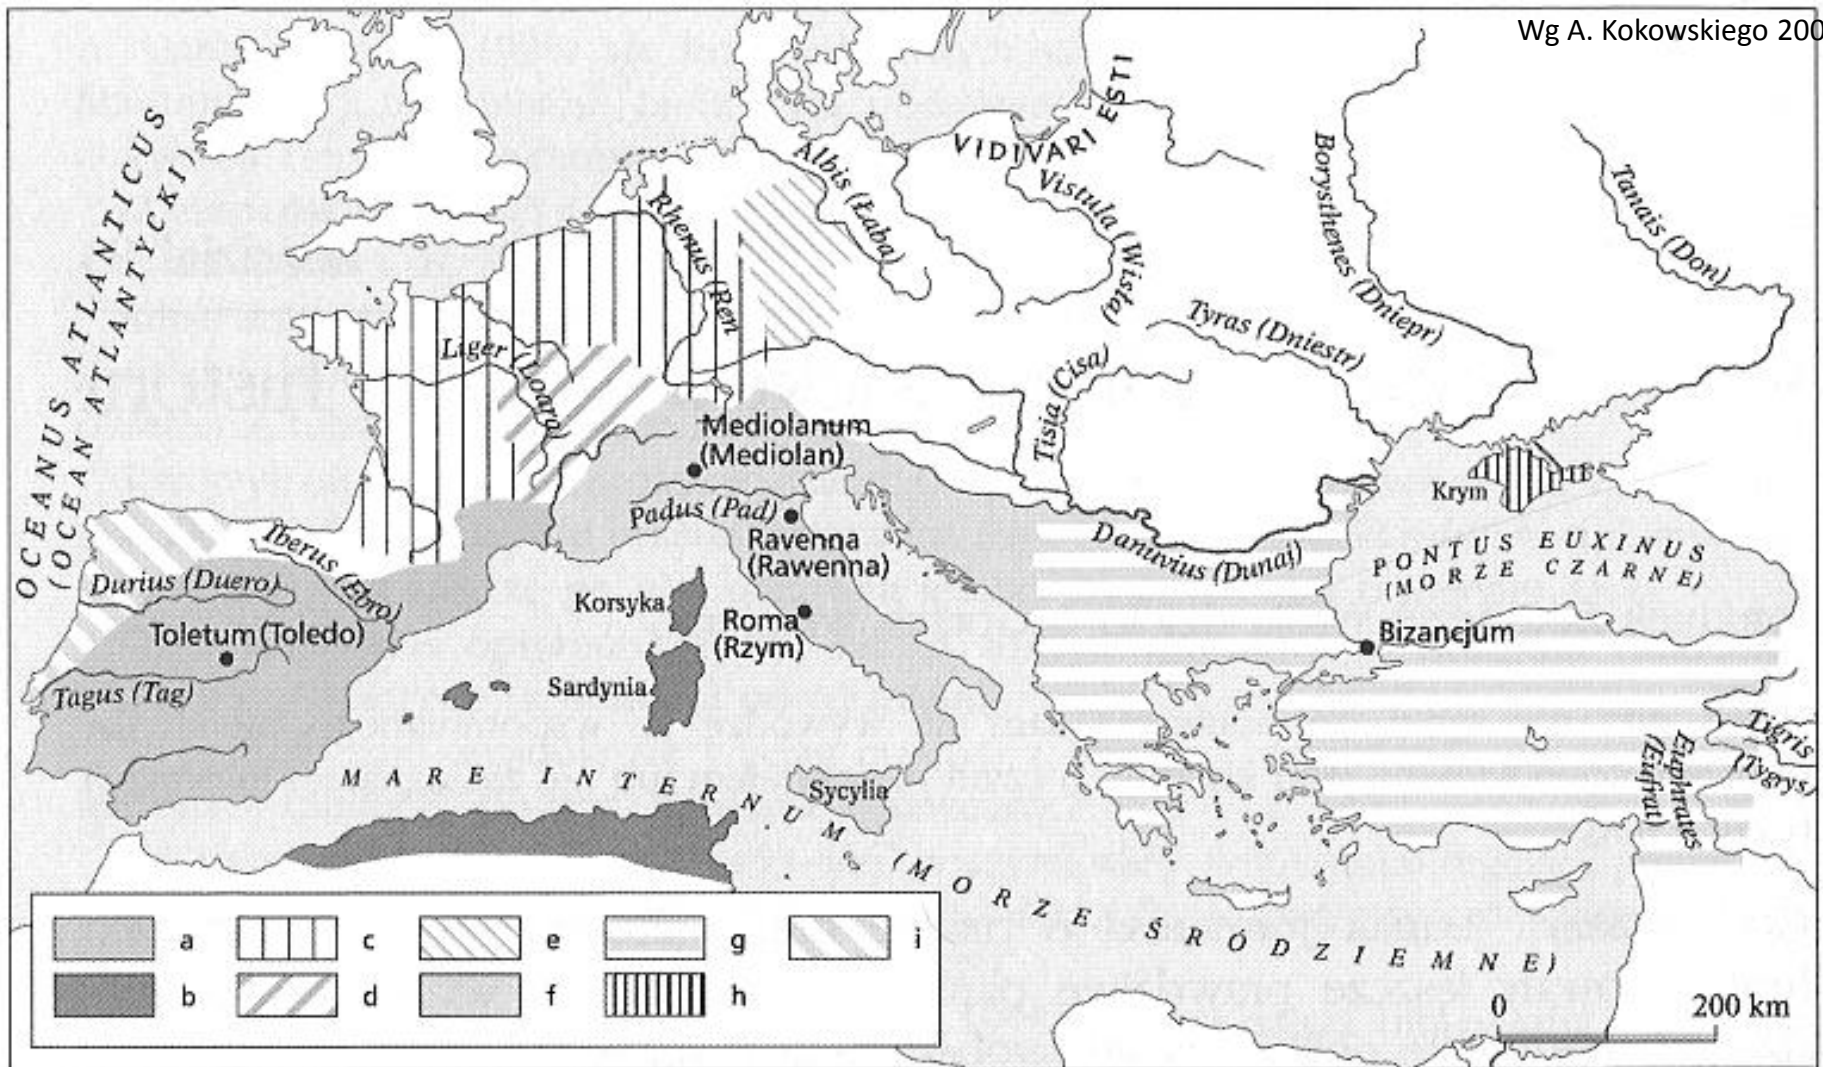 Wg A. Kokowskiego 200
OCEANUS ATLANTICUS
(OCEAN ATLANTYCKI)
VIDIVARI
ESTI
Albis (Łaba)
Vistula (Wisła)
Borysthenes (Dniepr)
Tanais (Don)
Rhenus (Ren
Tyras (Dniestr)
Liger (Loara)
Tisia (Cisa)
Mediolanum
(Mediolan)
Krym
Padus (Pad)
Ravenna
(Rawenna)
Danuvius (Dunaj)
PONTUS EUXINUS
(MORZE CZARNE)
Iberus (Ebro)
Durius (Duero)
Korsyka
Roma
(Rzym)
Toletum (Toledo)
Bizancjum
Tagus (Tag)
Sardynia
Tigris
(Tygrys)
Euphrates
(Eufrat)
MARE INTERNUM (MORZE ŚRÓDZIEMNE)
Sycylia
a c e g i
b d f h
0 200 km